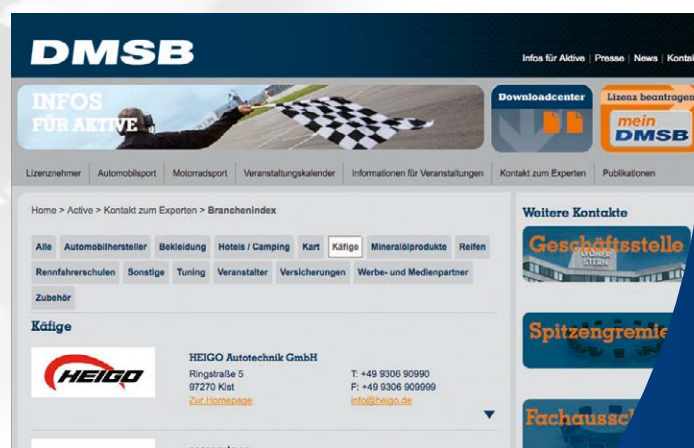 DMSB
Infos für Aktive | Presse | News |
INFOS
FÜR AKTIVE
Downloadcenter
Lizenz beantragen
mein
DMSB
Lizenznehmer | Automobilsport | Motorradsport | Veranstaltungskalender | Informationen für Veranstaltungen | Kontakt zum Experten | Publikationen
Home > Active > Kontakt zum Experten > Branchenindex
Alle Automobilhersteller Bekleidung Hotels / Camping Kart Käfige Mineralölprodukte Reifen
Rennfahrerschulen Sonstige Tuning Veranstalter Versicherungen Werbe- und Medienpartner
Zubehör
Käfige
HEIGO
HEIGO Autotechnik GmbH
Ringstraße 5
97270 Kist
Zur Homepage
T: +49 9306 90990
F: +49 9306 909999
info@heigo.de
Weitere Kontakte
Geschäftsstelle
LYONER
STERN